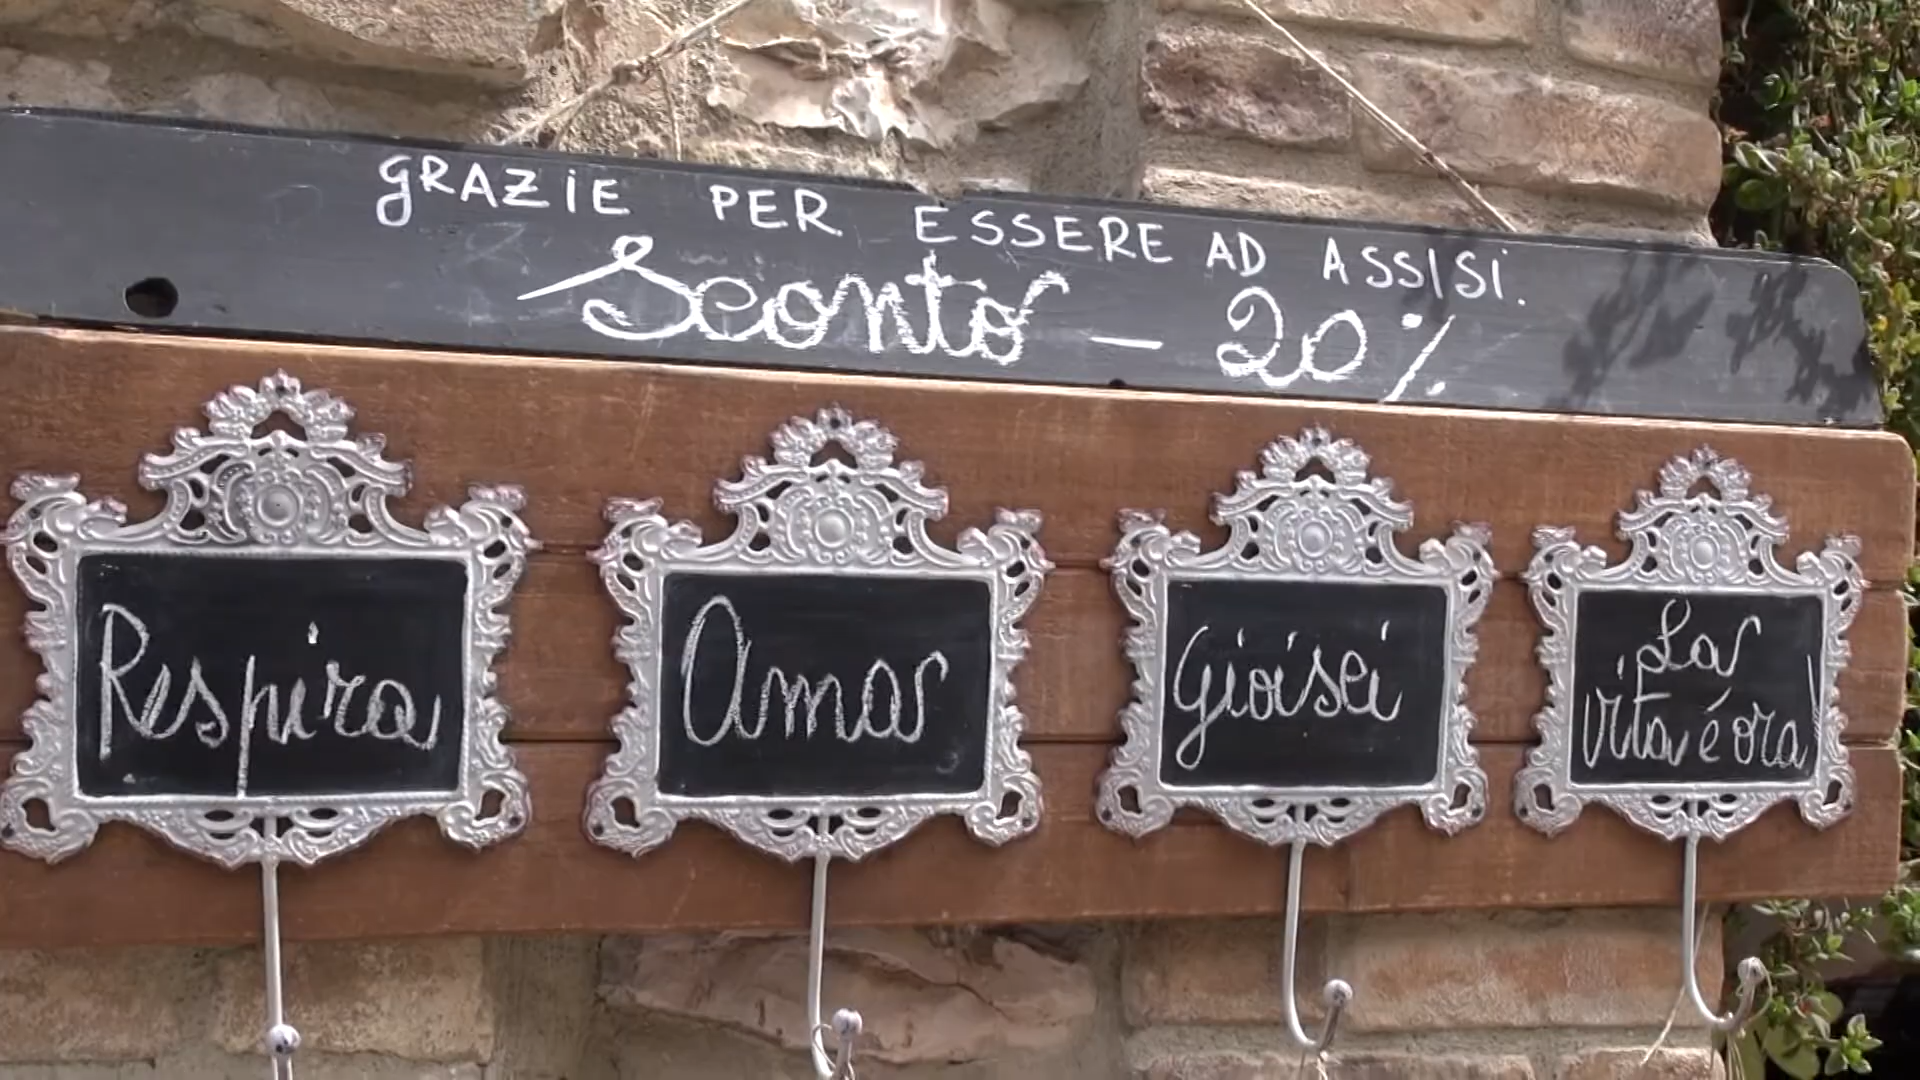 GRAZIE PER ESSERE AD ASSISI.
Sconto - 20%
Respira
Ama
Gioisci
La
vita é ora!